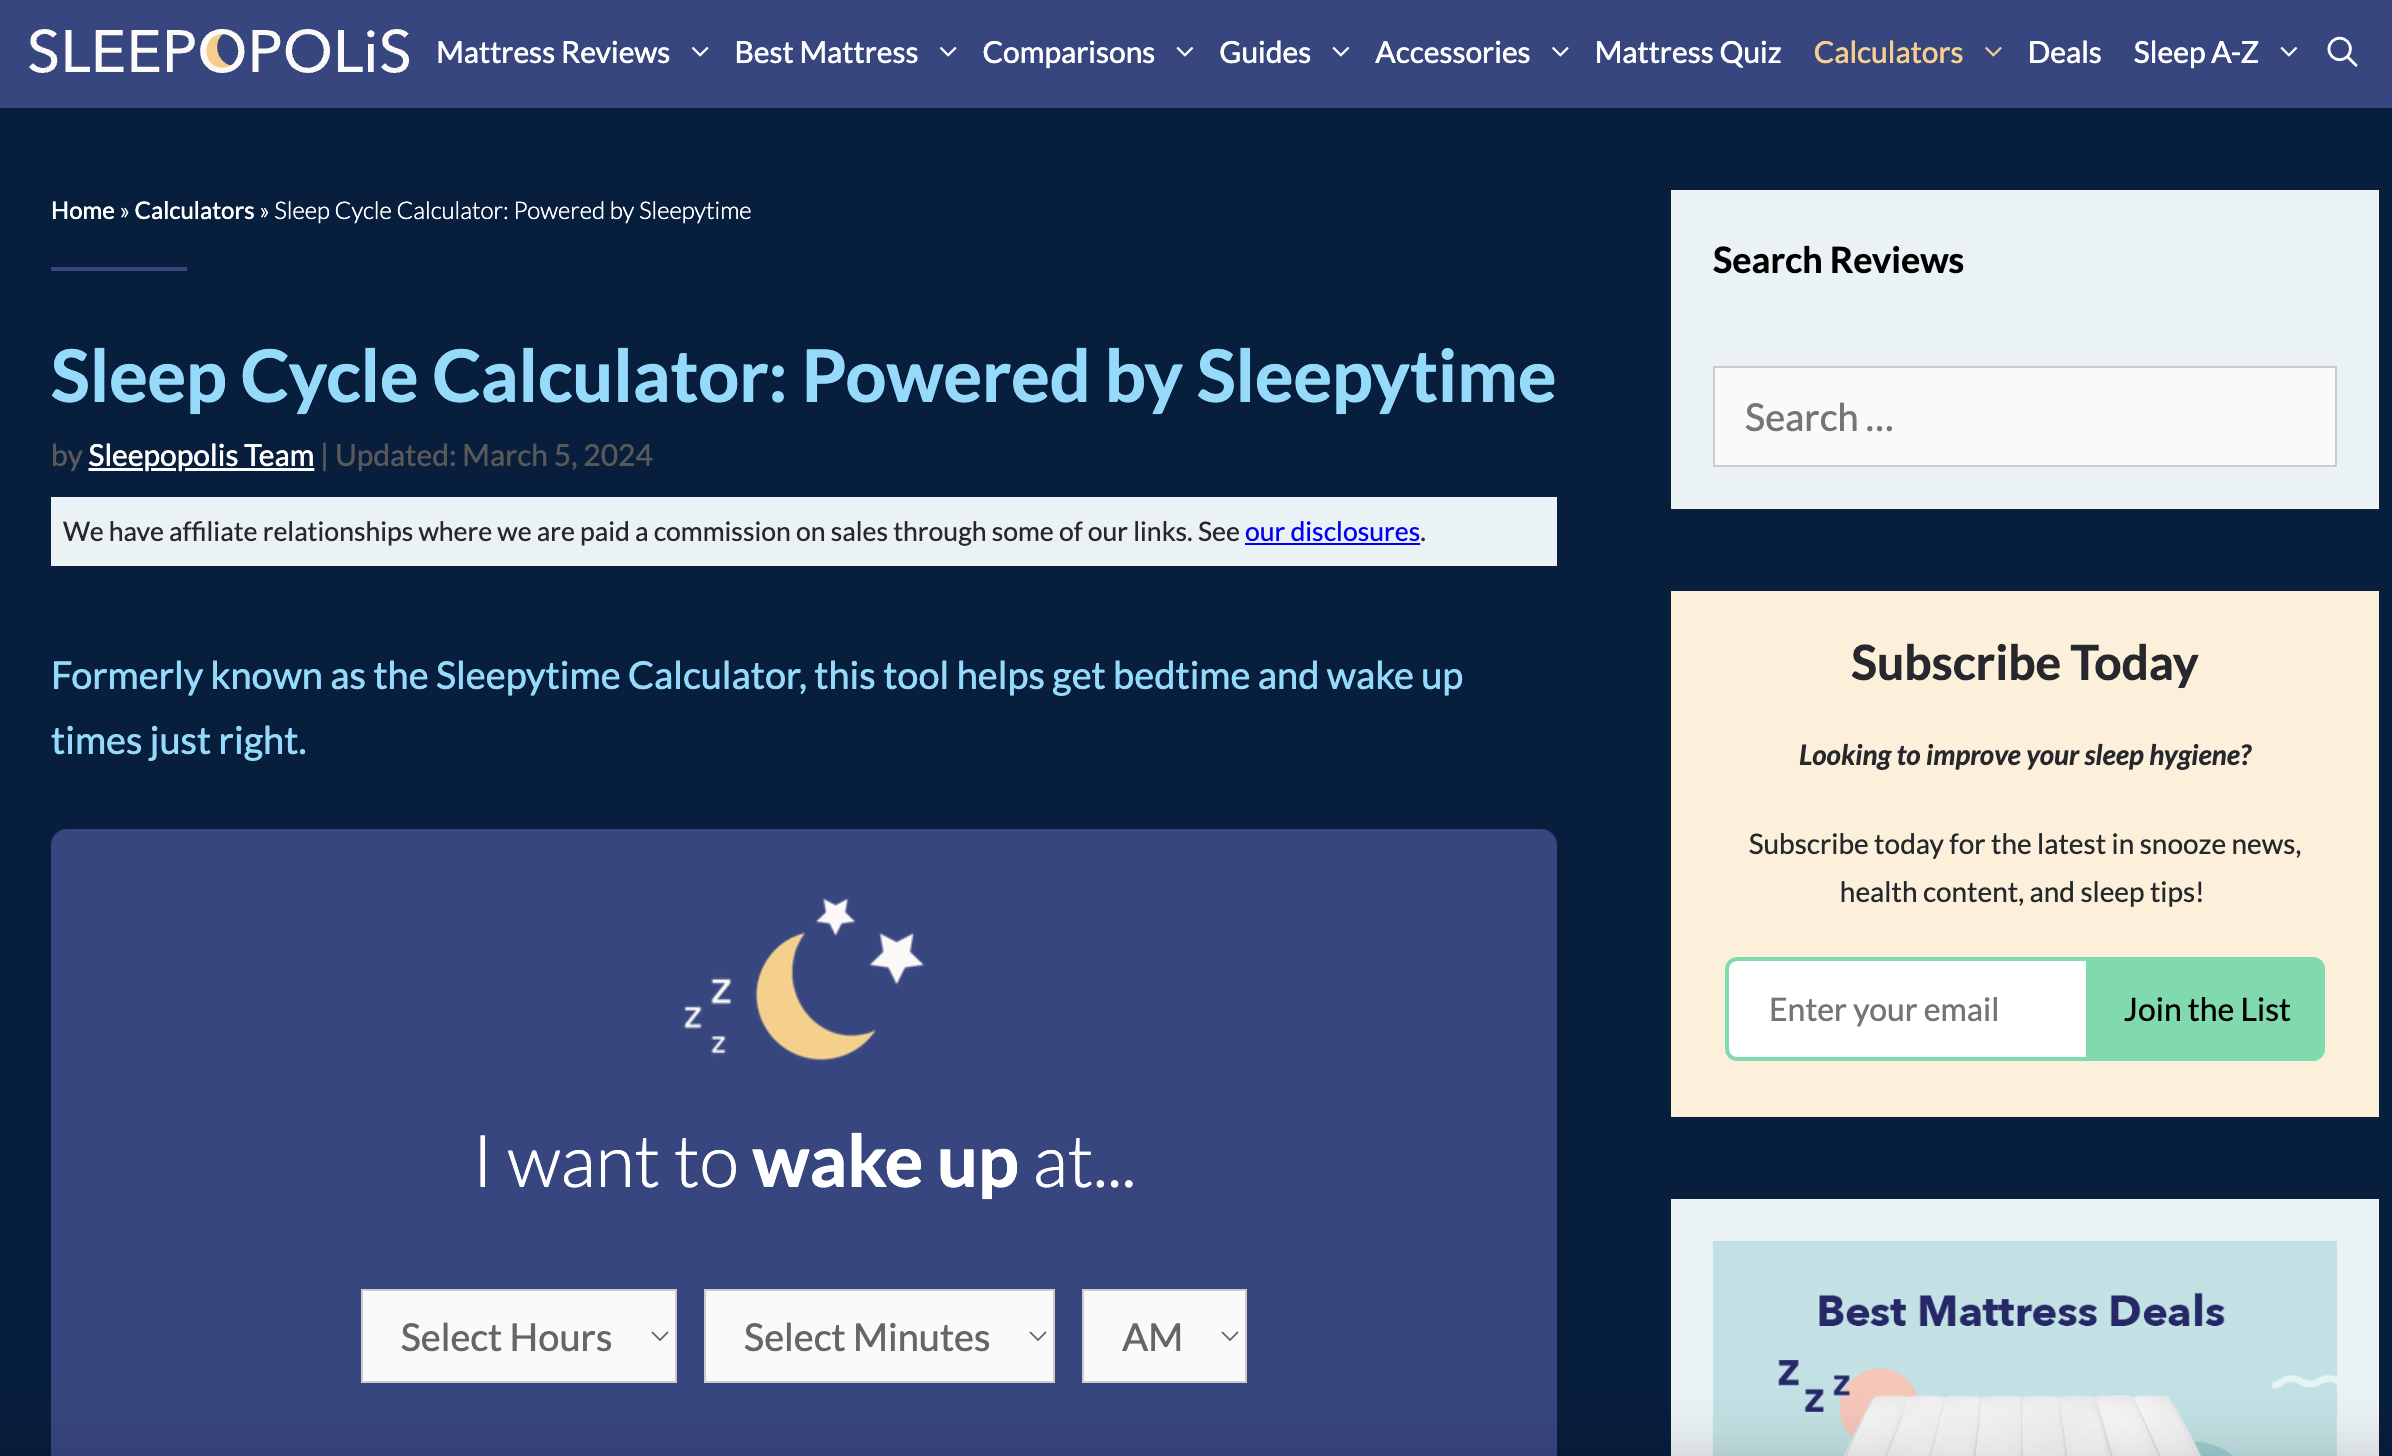 SLEEPOPOLiS Mattress Reviews Best Mattress Comparisons Guides Accessories Mattress Quiz Calculators Deals Sleep A-Z
Home » Calculators » Sleep Cycle Calculator: Powered by Sleepytime
Sleep Cycle Calculator: Powered by Sleepytime
by Sleepopolis Team | Updated: March 5, 2024
We have affiliate relationships where we are paid a commission on sales through some of our links. See our disclosures.
Formerly known as the Sleepytime Calculator, this tool helps get bedtime and wake up
times just right.
z
z
z
I want to wake up at...
Select Hours Select Minutes AM
Search Reviews
Search ...
Subscribe Today
Looking to improve your sleep hygiene?
Subscribe today for the latest in snooze news,
health content, and sleep tips!
Enter your email Join the List
Best Mattress Deals
z z z